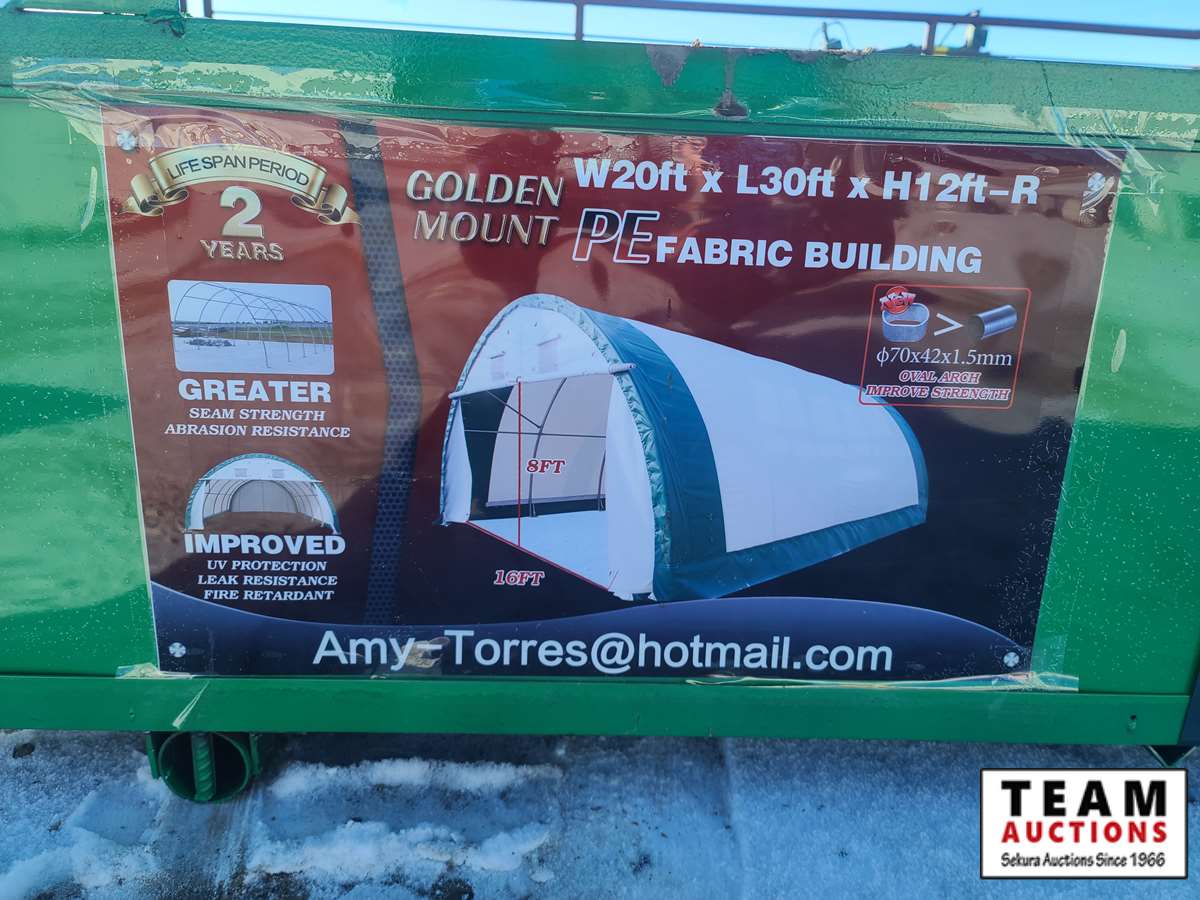 LIFE SPAN PERIOD
2
YEARS
GOLDEN
MOUNT
W20ft x L30ft x H12ft-R
PE FABRIC BUILDING
NEW
>
ф70x42x1.5mm
OVAL ARCH
IMPROVE STRENGTH
GREATER
SEAM STRENGTH
ABRASION RESISTANCE
8FT
16FT
IMPROVED
UV PROTECTION
LEAK RESISTANCE
FIRE RETARDANT
Amy-Torres@hotmail.com
TEAM
AUCTIONS
Sekura Auctions Since 1966